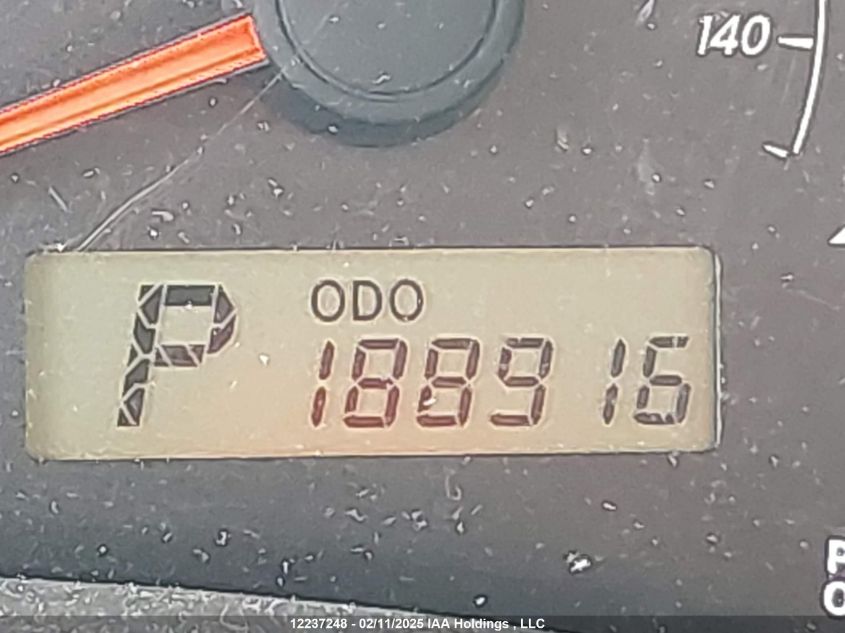 140
P ODO
188916
P
O
12237248 - 02/11/2025 IAA Holdings , LLC